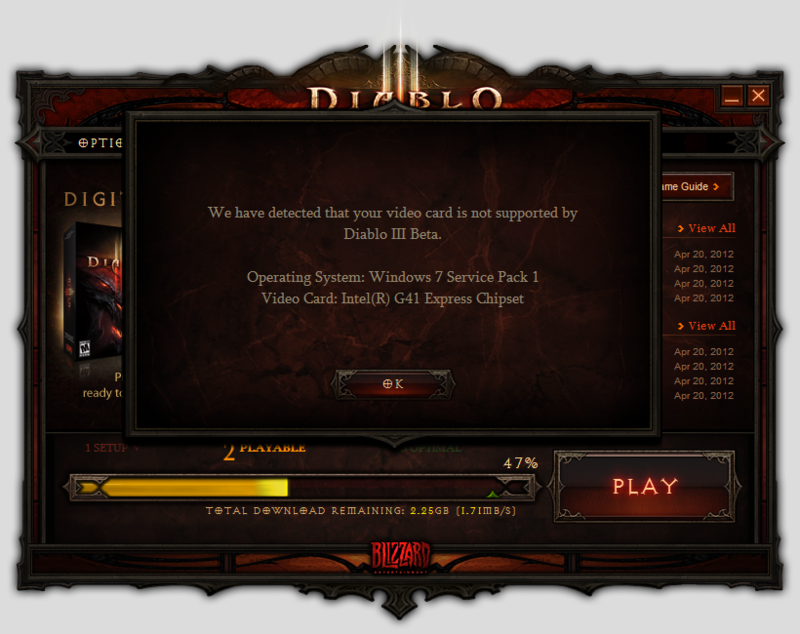 DIABLO
OPTIO
DIGI
ame Guide >
We have detected that your video card is not supported by
Diablo III Beta.
> View All
Apr 20, 2012
Apr 20, 2012
Apr 20, 2012
Apr 20, 2012
Operating System: Windows 7 Service Pack 1
Video Card: Intel(R) G41 Express Chipset
> View All
Apr 20, 2012
Apr 20, 2012
Apr 20, 2012
Apr 20, 2012
P
ready to
OK
1 SETUP
2 PLAYABLE
OPTIMAL
47%
PLAY
TOTAL DOWNLOAD REMAINING: 2.25GB (1.71MB/S)
BLIZZARD
ENTERTAINMENT